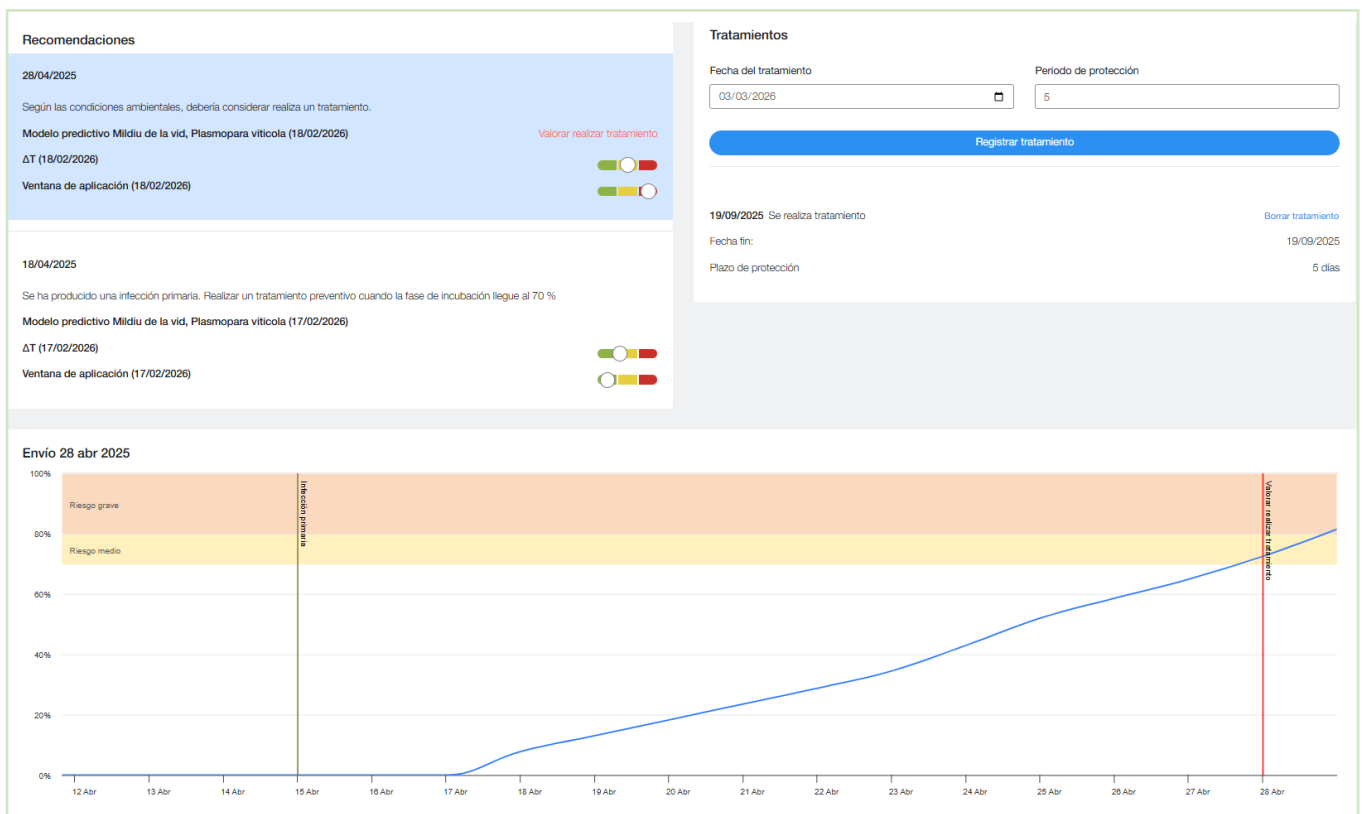 Recomendaciones
28/04/2025
Según las condiciones ambientales, debería considerar realiza un tratamiento.
Modelo predictivo Mildiu de la vid, Plasmopara viticola (18/02/2026)
Valorar realizar tratamiento
ΔT (18/02/2026)
Ventana de aplicación (18/02/2026)
18/04/2025
Se ha producido una infección primaria. Realizar un tratamiento preventivo cuando la fase de incubación llegue al 70 %
Modelo predictivo Mildiu de la vid, Plasmopara viticola (17/02/2026)
ΔT (17/02/2026)
Ventana de aplicación (17/02/2026)
Tratamientos
Fecha del tratamiento
Periodo de protección
03/03/2026
5
Registrar tratamiento
19/09/2025 Se realiza tratamiento
Borrar tratamiento
Fecha fin:
19/09/2025
Plazo de protección
5 días
Envío 28 abr 2025
100%
Riesgo grave
80%
Riesgo medio
60%
40%
20%
0%
Infección primaria
Valorar realizar tratamiento
12 Abr
13 Abr
14 Abr
15 Abr
16 Abr
17 Abr
18 Abr
19 Abr
20 Abr
21 Abr
22 Abr
23 Abr
24 Abr
25 Abr
26 Abr
27 Abr
28 Abr